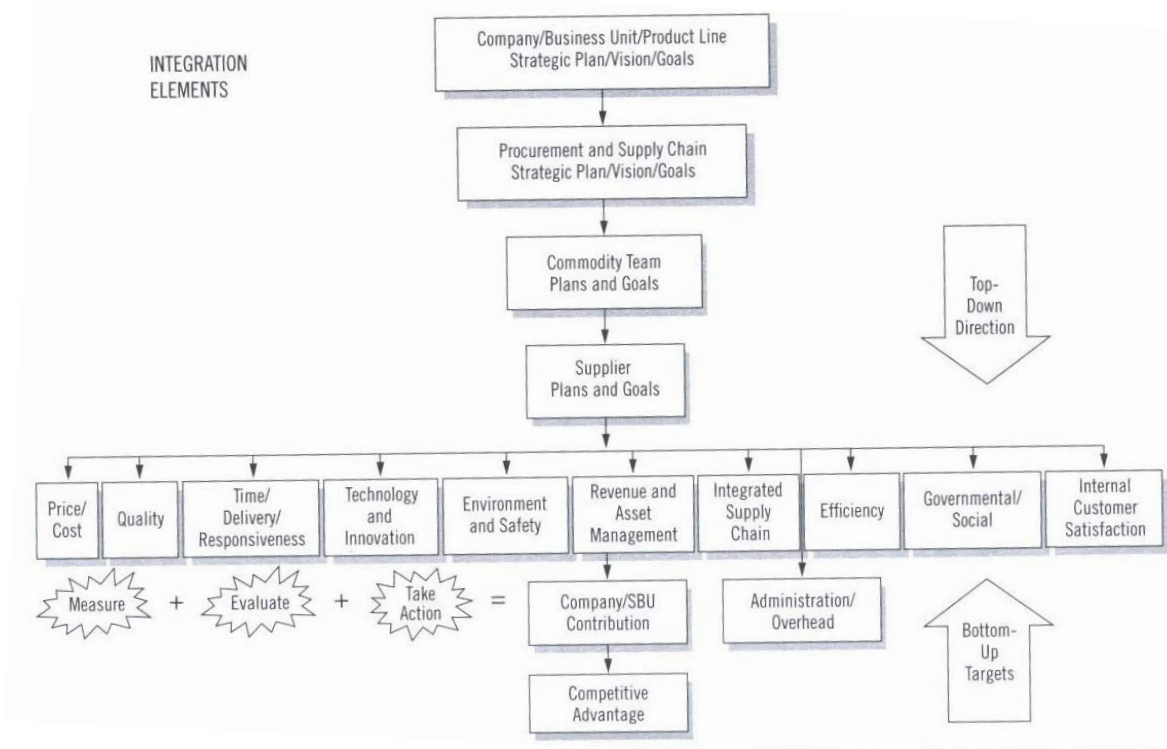 INTEGRATION
ELEMENTS
Company/Business Unit/Product Line
Strategic Plan/Vision/Goals
Procurement and Supply Chain
Strategic Plan/Vision/Goals
Commodity Team
Plans and Goals
Top-
Down
Direction
Supplier
Plans and Goals
Price/
Cost
Quality
Time/
Delivery/
Responsiveness
Technology
and
Innovation
Environment
and Safety
Revenue and
Asset
Management
Integrated
Supply
Chain
Efficiency
Governmental/
Social
Internal
Customer
Satisfaction
Measure
+
Evaluate
+
Take
Action
=
Company/SBU
Contribution
Administration/
Overhead
Bottom-
Up
Targets
Competitive
Advantage